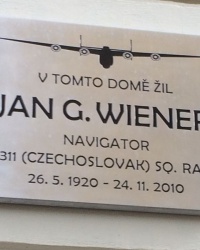 V TOMTO DOMĚ ŽIL
JAN G. WIENER
NAVIGATOR
311 (CZECHOSLOVAK) SQ. RA
26. 5. 1920 - 24. 11. 2010